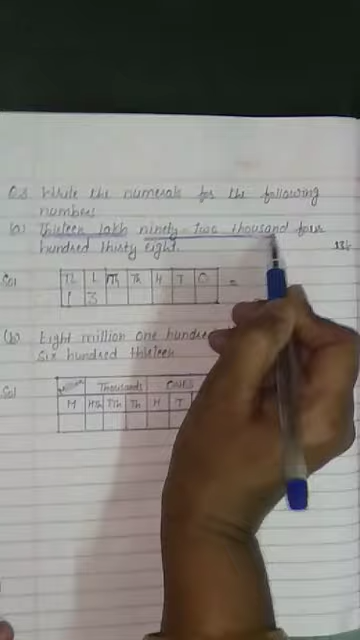 Q3 Write the numerals for the following
numbers
(a) Thirteen lakh ninety two thousand four
hundred thirty eight.
Sol TL L TTh Th H T O =
1 3
(b) Eight million one hundred
six hundred thirteen
Sol Thousands ONES
M HTh TTh Th H T